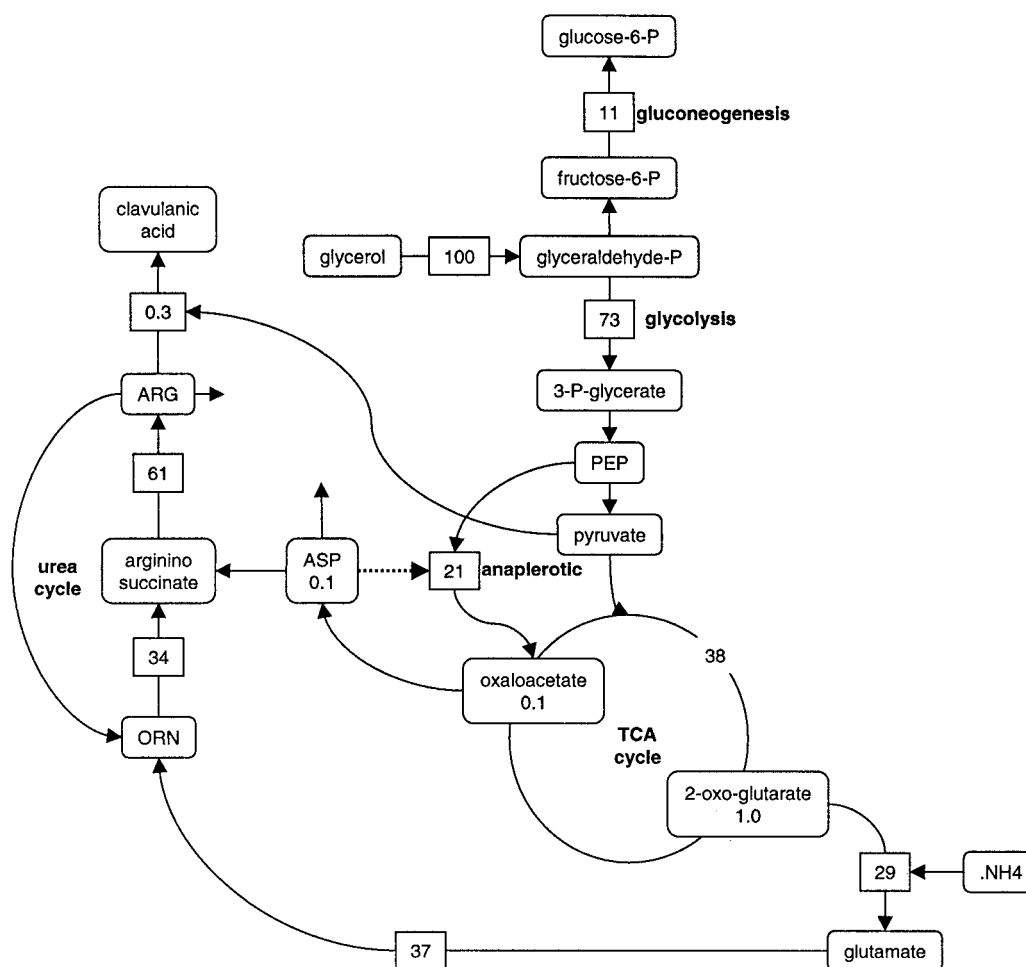 glucose-6-P
11 gluconeogenesis
fructose-6-P
clavulanic
acid
glycerol
100
glyceraldehyde-P
0.3
73 glycolysis
ARG
3-P-glycerate
61
PEP
pyruvate
urea
cycle
arginino
succinate
ASP
0.1
21 anaplerotic
34
38
oxaloacetate
0.1
ORN
TCA
cycle
2-oxo-glutarate
1.0
29
.NH4
37
glutamate